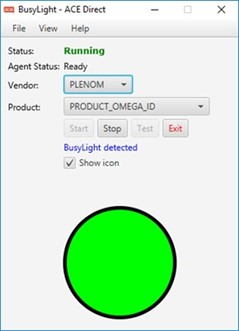 BusyLight - ACE Direct
File View Help
Status: Running
Agent Status: Ready
Vendor: PLENOM
Product: PRODUCT_OMEGA_ID
Start Stop Test Exit
BusyLight detected
Show icon